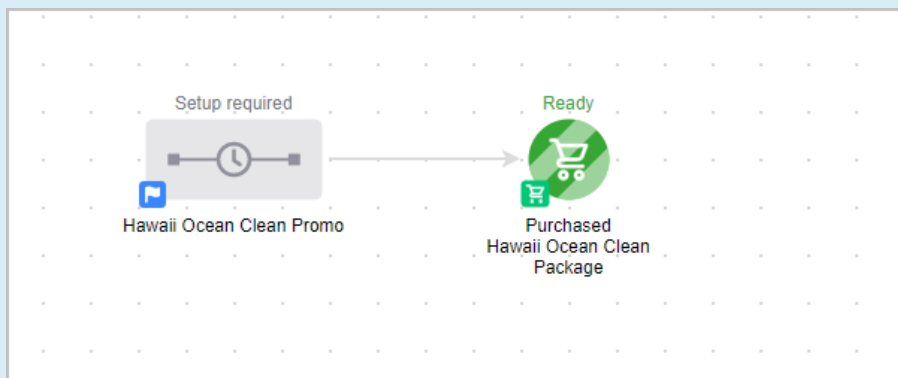 Setup required
Ready
Hawaii Ocean Clean Promo
Purchased
Hawaii Ocean Clean
Package